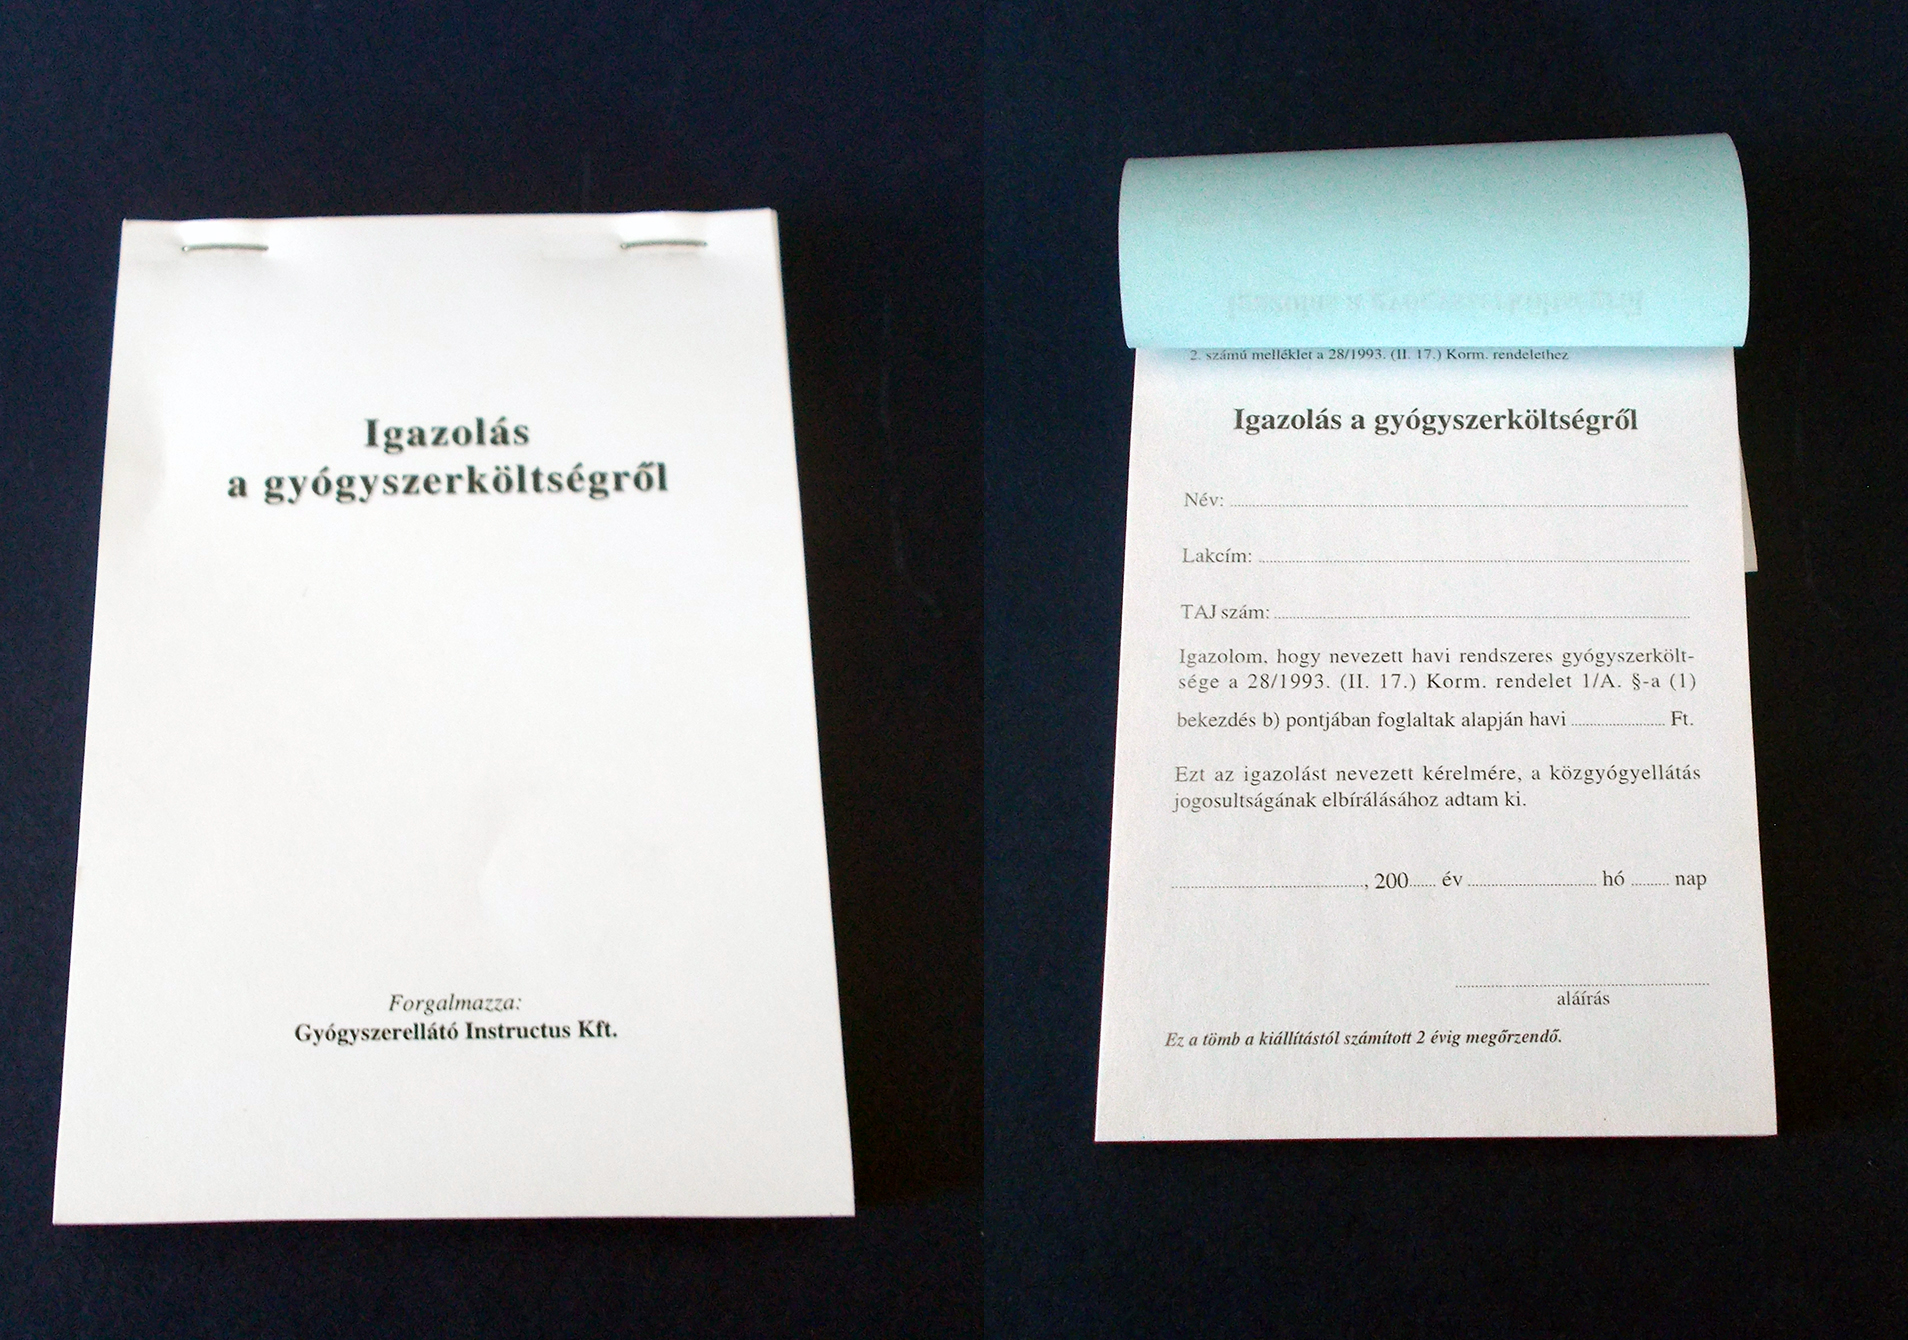 Igazolás
a gyógyszerköltségről
Forgalmazza:
Gyógyszerellátó Instructus Kft.
2. számú melléklet a 28/1993. (II. 17.) Korm. rendelethez
Igazolás a gyógyszerköltségről
Név:
Lakcím:
TAJ szám:
Igazolom, hogy nevezett havi rendszeres gyógyszerkölt-
sége a 28/1993. (II. 17.) Korm. rendelet 1/A. §-a (1)
bekezdés b) pontjában foglaltak alapján havi .................... Ft.
Ezt az igazolást nevezett kérelmére, a közgyógyellátás
jogosultságának elbírálásához adtam ki.
........................................, 200...... év ............................ hó ........ nap
aláírás
Ez a tömb a kiállítástól számított 2 évig megőrzendő.